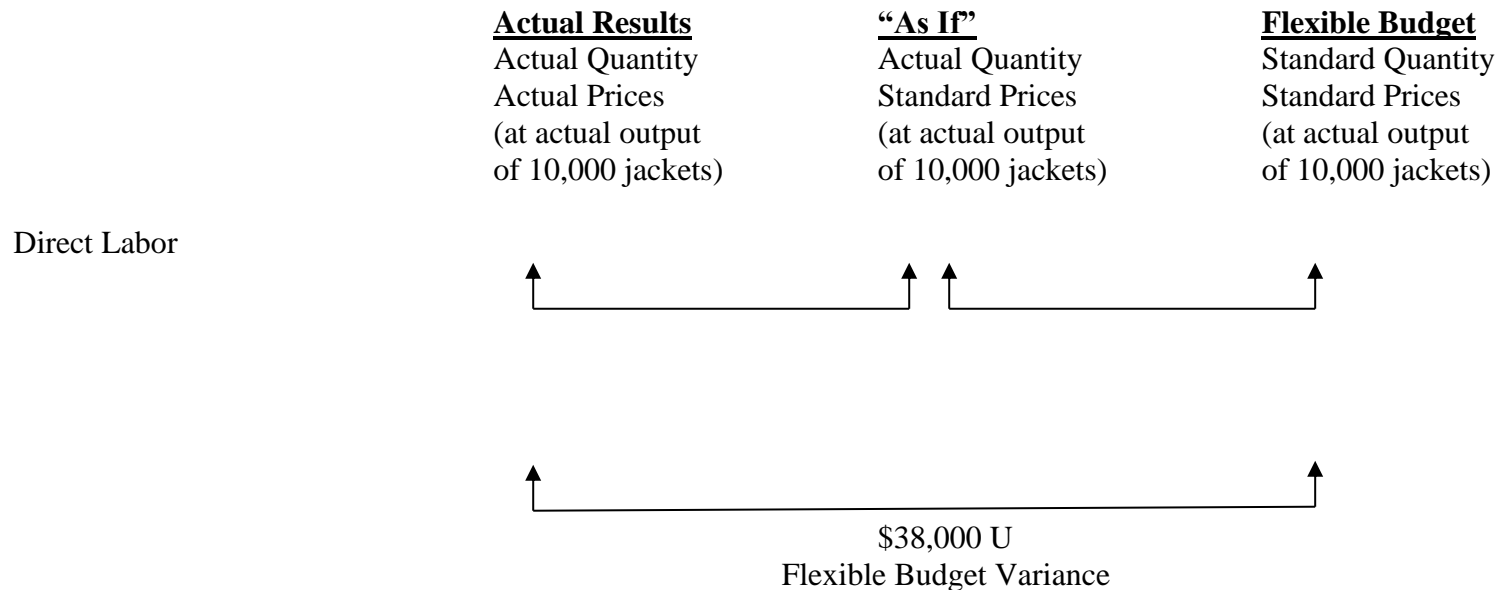 Actual Results “As If” Flexible Budget
Actual Quantity Actual Quantity Standard Quantity
Actual Prices Standard Prices Standard Prices
(at actual output (at actual output (at actual output
of 10,000 jackets) of 10,000 jackets) of 10,000 jackets)
Direct Labor
$38,000 U
Flexible Budget Variance